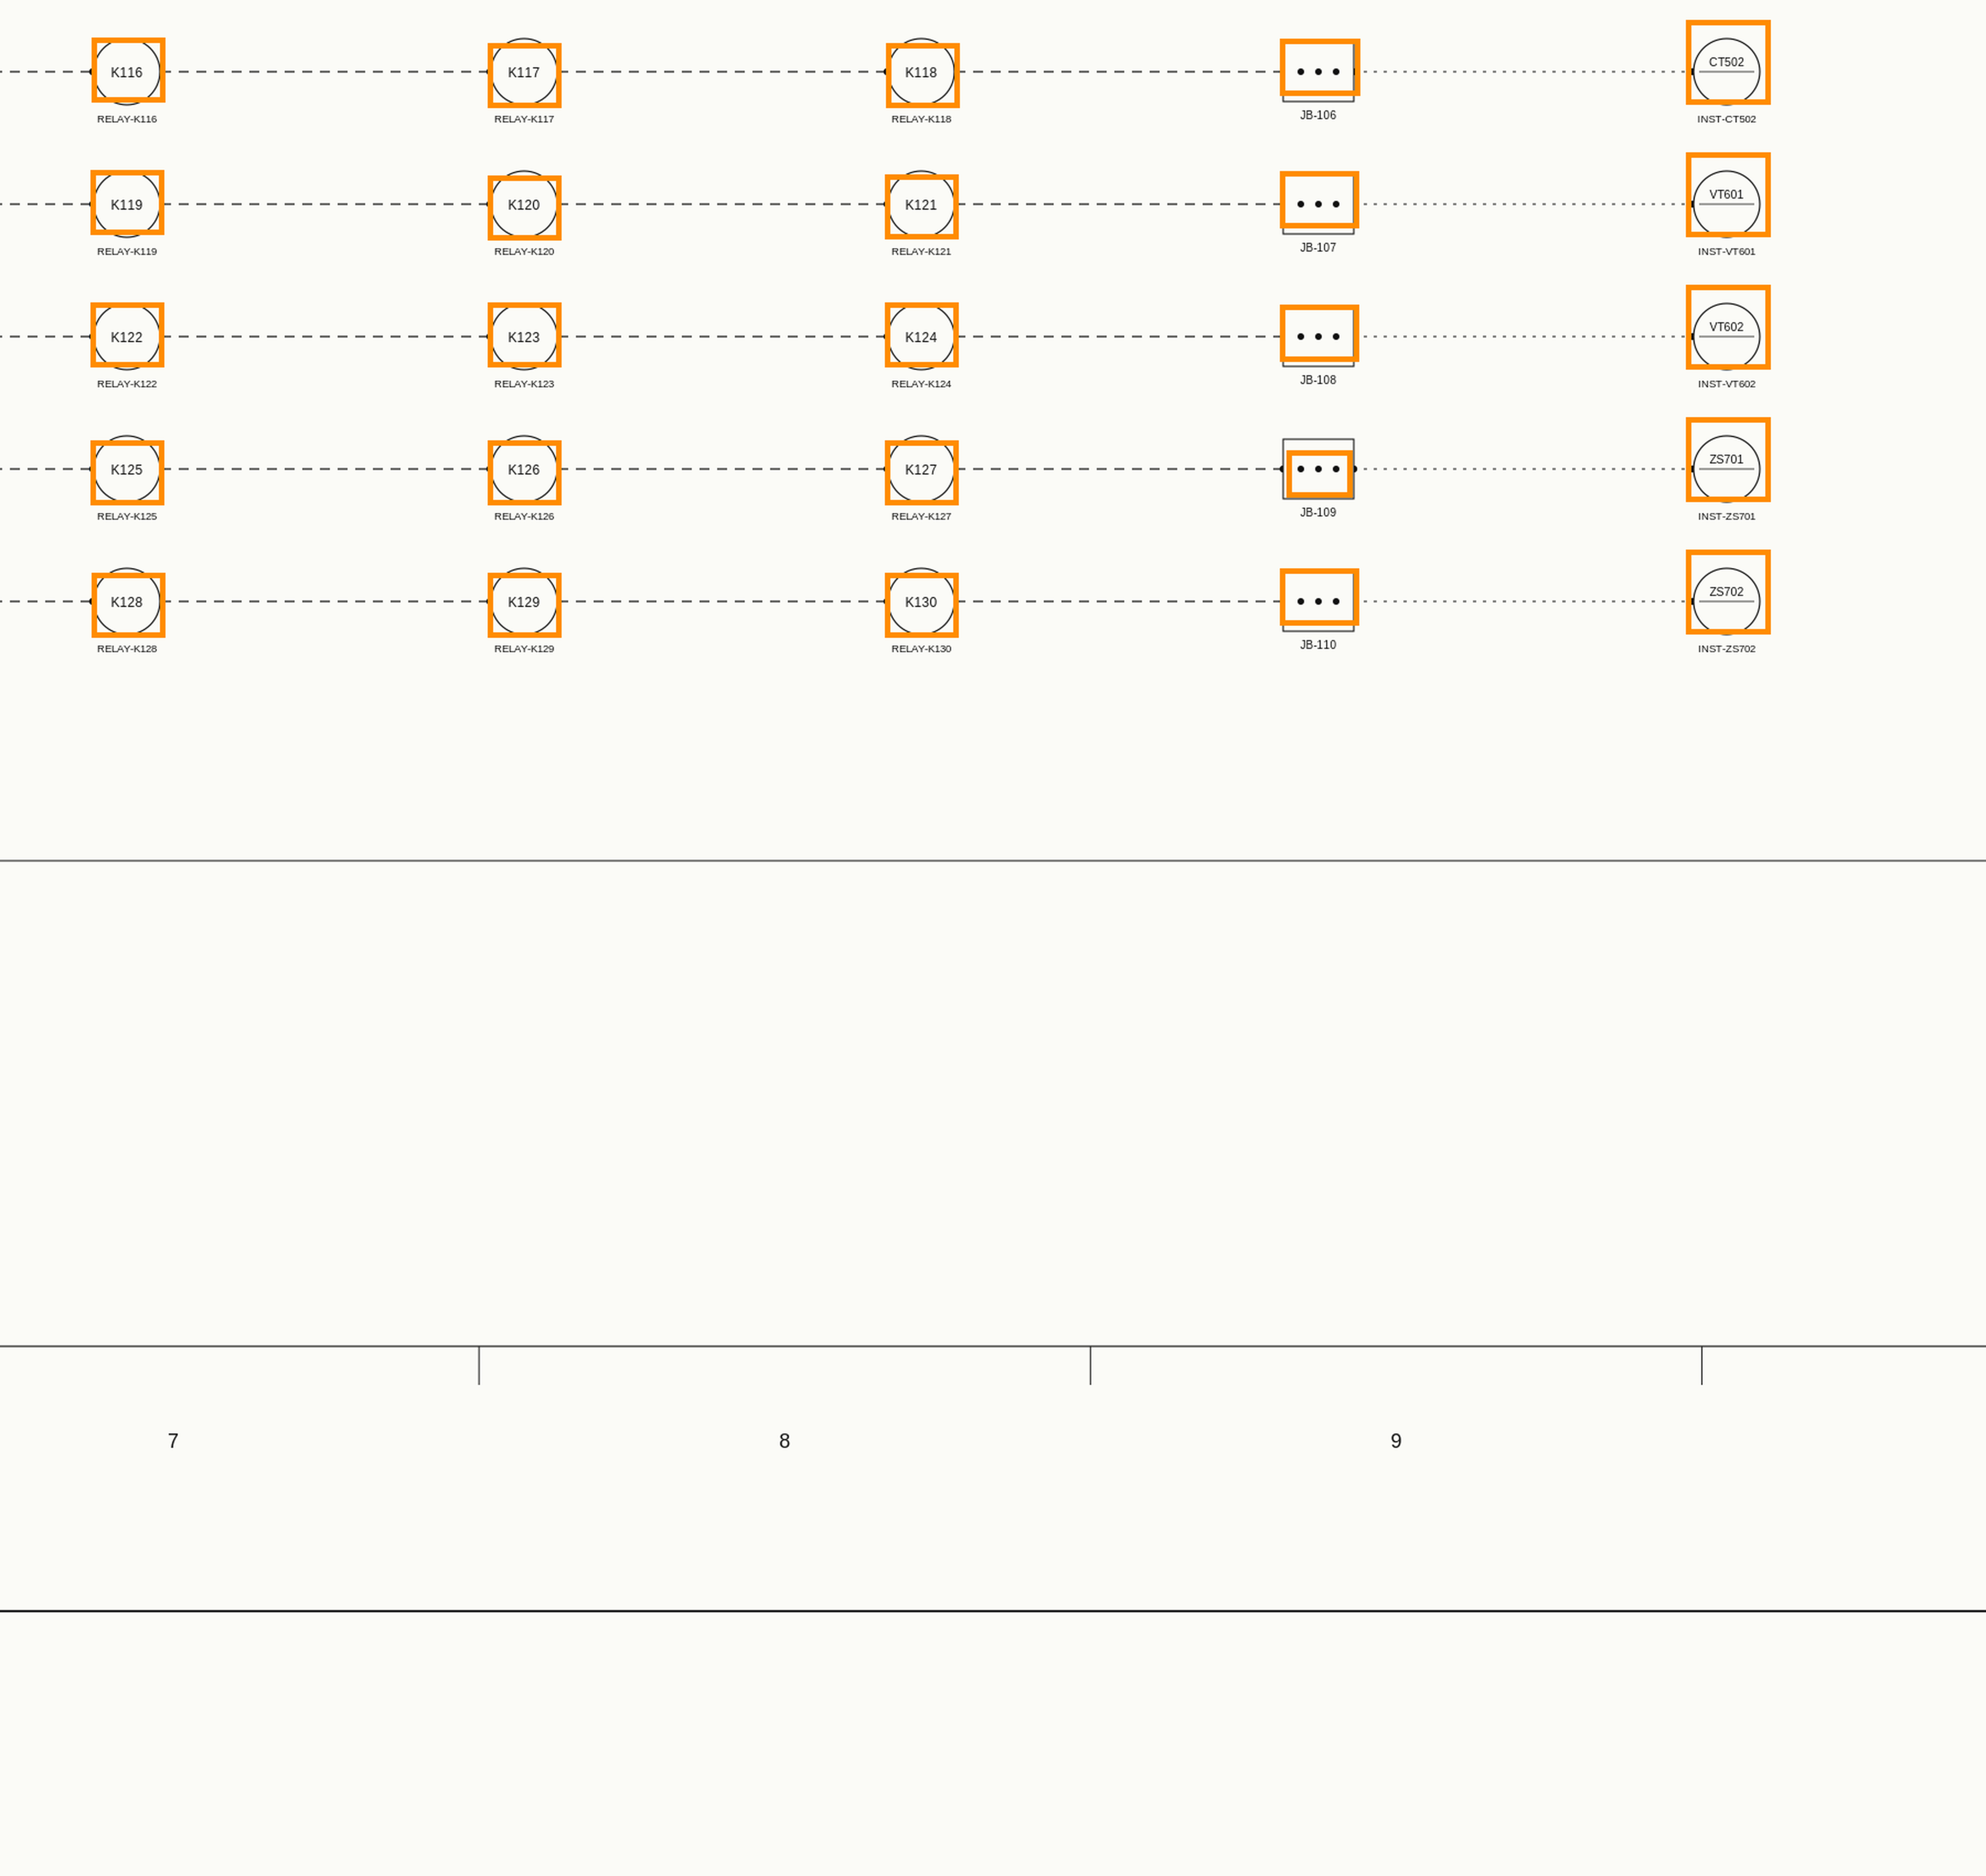 K116 K117 K118 CT502
RELAY-K116 RELAY-K117 RELAY-K118 JB-106 INST-CT502
K119 K120 K121 VT601
RELAY-K119 RELAY-K120 RELAY-K121 JB-107 INST-VT601
K122 K123 K124 VT602
RELAY-K122 RELAY-K123 RELAY-K124 JB-108 INST-VT602
K125 K126 K127 ZS701
RELAY-K125 RELAY-K126 RELAY-K127 JB-109 INST-ZS701
K128 K129 K130 ZS702
RELAY-K128 RELAY-K129 RELAY-K130 JB-110 INST-ZS702
7 8 9